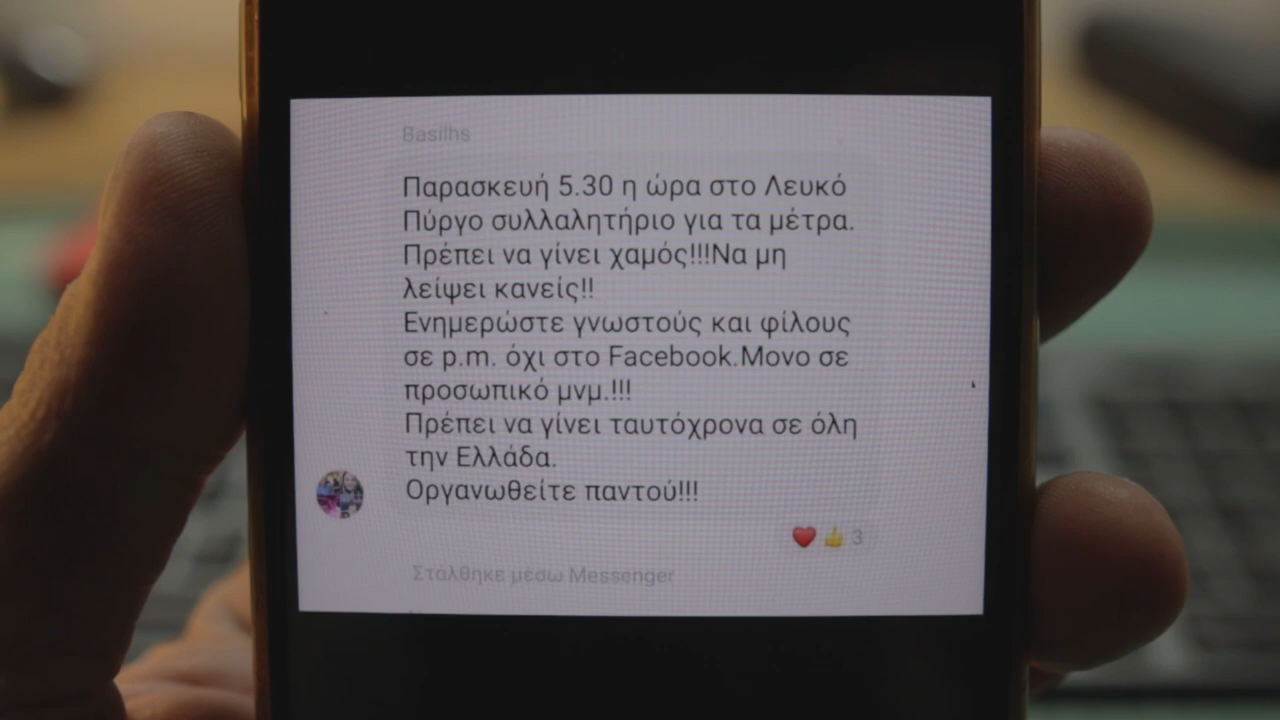 Basilhs
Παρασκευή 5.30 η ώρα στο Λευκό
Πύργο συλλαλητήριο για τα μέτρα.
Πρέπει να γίνει χαμός!!!Να μη
λείψει κανείς!!
Ενημερώστε γνωστούς και φίλους
σε p.m. όχι στο Facebook.Μονο σε
προσωπικό μνμ.!!!
Πρέπει να γίνει ταυτόχρονα σε όλη
την Ελλάδα.
Οργανωθείτε παντού!!!
3
Στάλθηκε μέσω Messenger